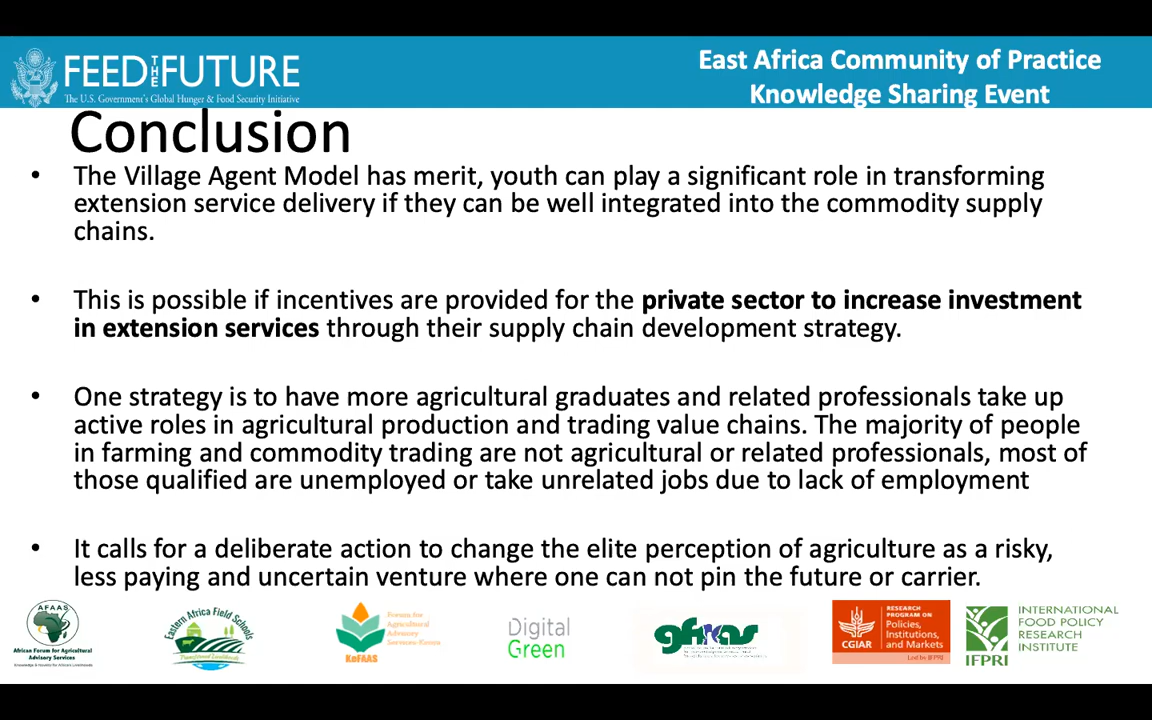 FEED THE FUTURE
The U.S. Government's Global Hunger & Food Security Initiative
East Africa Community of Practice
Knowledge Sharing Event
Conclusion
• The Village Agent Model has merit, youth can play a significant role in transforming
extension service delivery if they can be well integrated into the commodity supply
chains.
• This is possible if incentives are provided for the private sector to increase investment
in extension services through their supply chain development strategy.
• One strategy is to have more agricultural graduates and related professionals take up
active roles in agricultural production and trading value chains. The majority of people
in farming and commodity trading are not agricultural or related professionals, most of
those qualified are unemployed or take unrelated jobs due to lack of employment
• It calls for a deliberate action to change the elite perception of agriculture as a risky,
less paying and uncertain venture where one can not pin the future or carrier.
AFAAS
African Forum for Agricultural
Advisory Services
Eastern Africa Field Schools
KeFAAS
Forum for
Agricultural
Advisory
Services Kenya
Digital
Green
gfras
CGIAR
RESEARCH
PROGRAM ON
Policies,
Institutions,
and Markets
Led by IFPRI
IFPRI
INTERNATIONAL
FOOD POLICY
RESEARCH
INSTITUTE